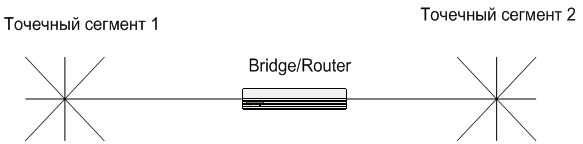 Точечный сегмент 1
Точечный сегмент 2
Bridge/Router